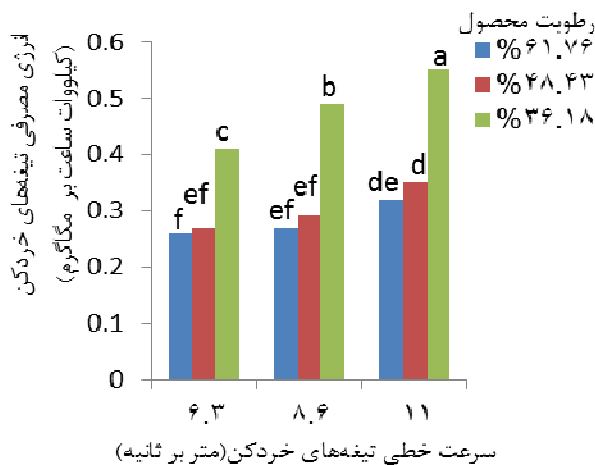 رطوبت محصول
%۶۱.۷۶
%۴۸.۴۳
%۳۶.۱۸
انرژی مصرفی تیغه‌های خردکن
(کیلووات ساعت بر مگاگرم)
0.6
0.5
0.4
0.3
0.2
0.1
0
f
ef
c
ef
ef
b
de
d
a
۶.۳
۸.۶
۱۱
سرعت خطی تیغه‌های خردکن(متر بر ثانیه)